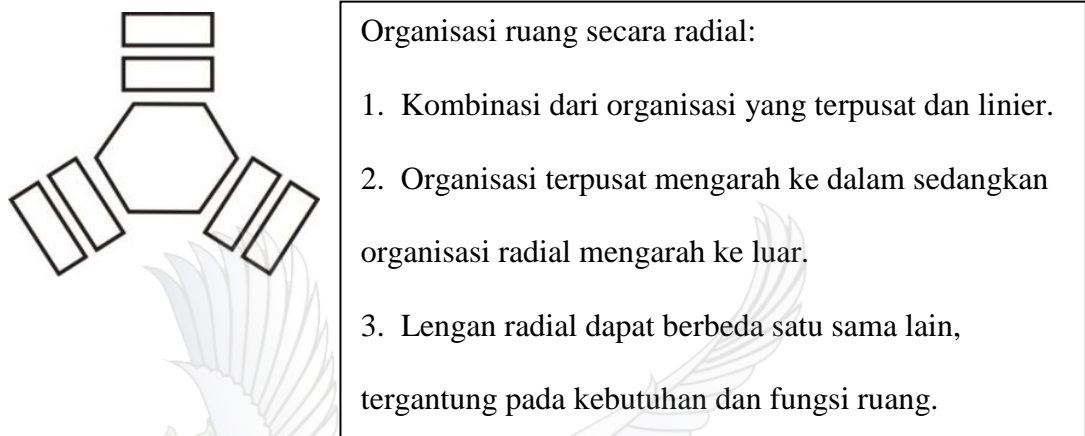 Organisasi ruang secara radial:
1. Kombinasi dari organisasi yang terpusat dan linier.
2. Organisasi terpusat mengarah ke dalam sedangkan
organisasi radial mengarah ke luar.
3. Lengan radial dapat berbeda satu sama lain,
tergantung pada kebutuhan dan fungsi ruang.